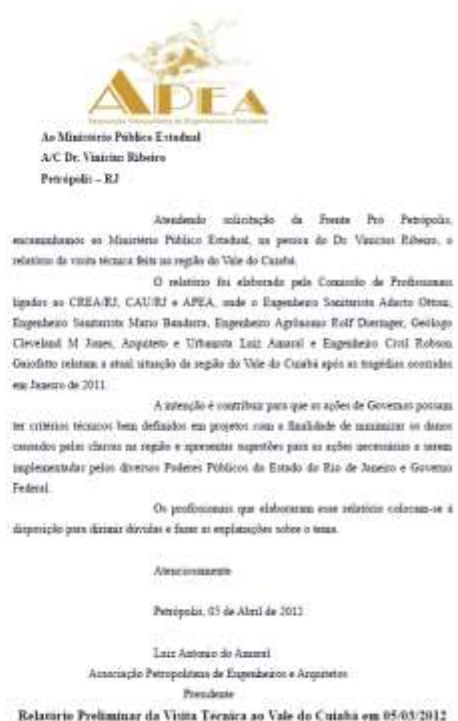 APEA
Associação Petropolitana de Engenheiros e Arquitetos
Ao Ministério Público Estadual
A/C Dr. Vinicius Ribeiro
Petrópolis – RJ
Atendendo solicitação da Frente Pró Petrópolis,
encaminhamos ao Ministério Público Estadual, na pessoa do Dr. Vinicius Ribeiro, o
relatório da visita técnica feita na região do Vale do Cuiabá.
O relatório foi elaborado pela Comissão de Profissionais
ligados ao CREA/RJ, CAU/RJ e APEA, onde o Engenheiro Sanitarista Adacto Ottoni,
Engenheiro Sanitarista Mario Bandarra, Engenheiro Agrônomo Rolf Dieringer, Geólogo
Cleveland M Jones, Arquiteto e Urbanista Luiz Amaral e Engenheiro Civil Robson
Gaiofatto relatam a atual situação da região do Vale do Cuiabá após as tragédias ocorridas
em Janeiro de 2011.
A intenção é contribuir para que as ações de Governos possam
ter critérios técnicos bem definidos em projetos com a finalidade de minimizar os danos
causados pelas chuvas na região e apresentar sugestões para as ações necessárias a serem
implementadas pelos diversos Poderes Públicos do Estado do Rio de Janeiro e Governo
Federal.
Os profissionais que elaboraram esse relatório colocam-se à
disposição para dirimir dúvidas e fazer as explanações sobre o tema.
Atenciosamente
Petrópolis, 05 de Abril de 2012
Luiz Antonio do Amaral
Associação Petropolitana de Engenheiros e Arquitetos
Presidente
Relatório Preliminar da Visita Técnica ao Vale do Cuiabá em 05/03/2012